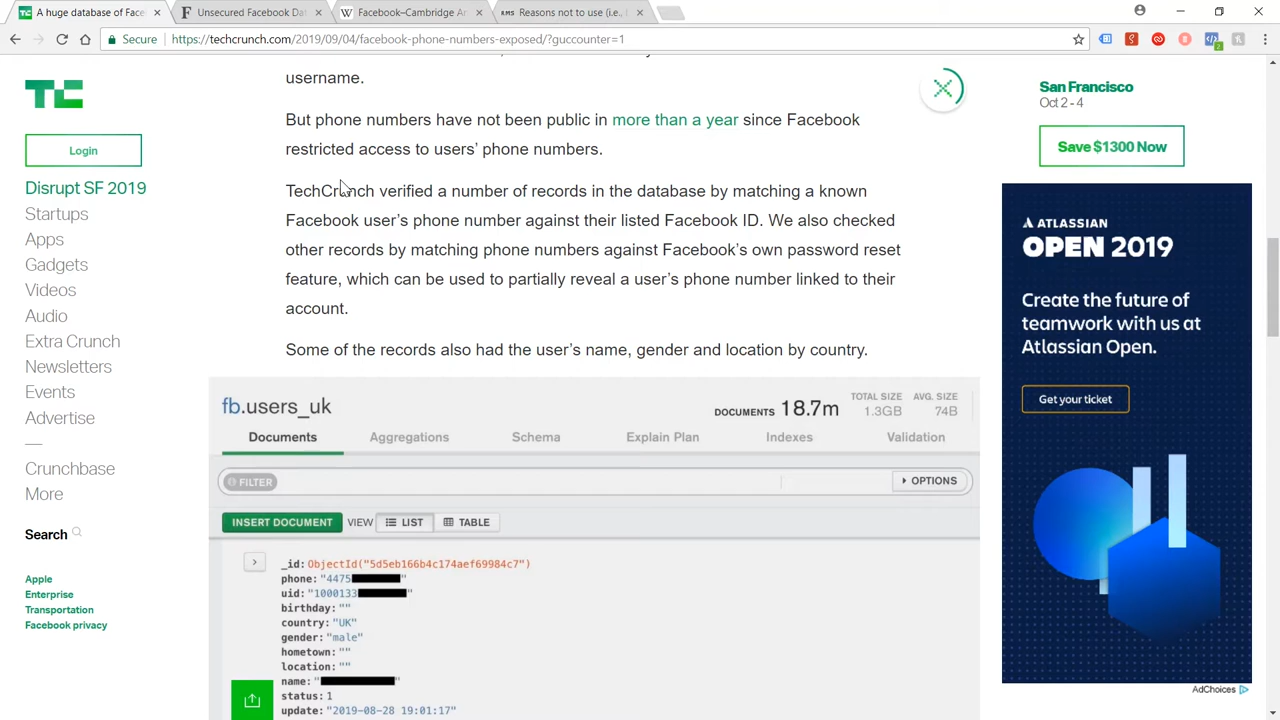 A huge database of Face
Unsecured Facebook Dat
Facebook–Cambridge A
Reasons not to use (i.e.,
Secure
https://techcrunch.com/2019/09/04/facebook-phone-numbers-exposed/?guccounter=1
username.
But phone numbers have not been public in more than a year since Facebook
restricted access to users' phone numbers.
TechCrunch verified a number of records in the database by matching a known
Facebook user's phone number against their listed Facebook ID. We also checked
other records by matching phone numbers against Facebook's own password reset
feature, which can be used to partially reveal a user's phone number linked to their
account.
Some of the records also had the user's name, gender and location by country.
TC
Login
Disrupt SF 2019
Startups
Apps
Gadgets
Videos
Audio
Extra Crunch
Newsletters
Events
Advertise
—
Crunchbase
More
Search
Apple
Enterprise
Transportation
Facebook privacy
fb.users_uk
DOCUMENTS 18.7m
TOTAL SIZE
1.3GB
AVG. SIZE
74B
Documents
Aggregations
Schema
Explain Plan
Indexes
Validation
FILTER
OPTIONS
INSERT DOCUMENT
VIEW
LIST
TABLE
_id: ObjectId("5d5eb166b4c174aef08984c7")
phone: "4475
uid: "1000133
birthday: ""
country: "UK"
gender: "male"
hometown: ""
location: ""
name: "
status: 1
update: "2019-08-28 19:01:17"
San Francisco
Oct 2 - 4
Save $1300 Now
ATLASSIAN
OPEN 2019
Create the future of
teamwork with us at
Atlassian Open.
Get your ticket
AdChoices